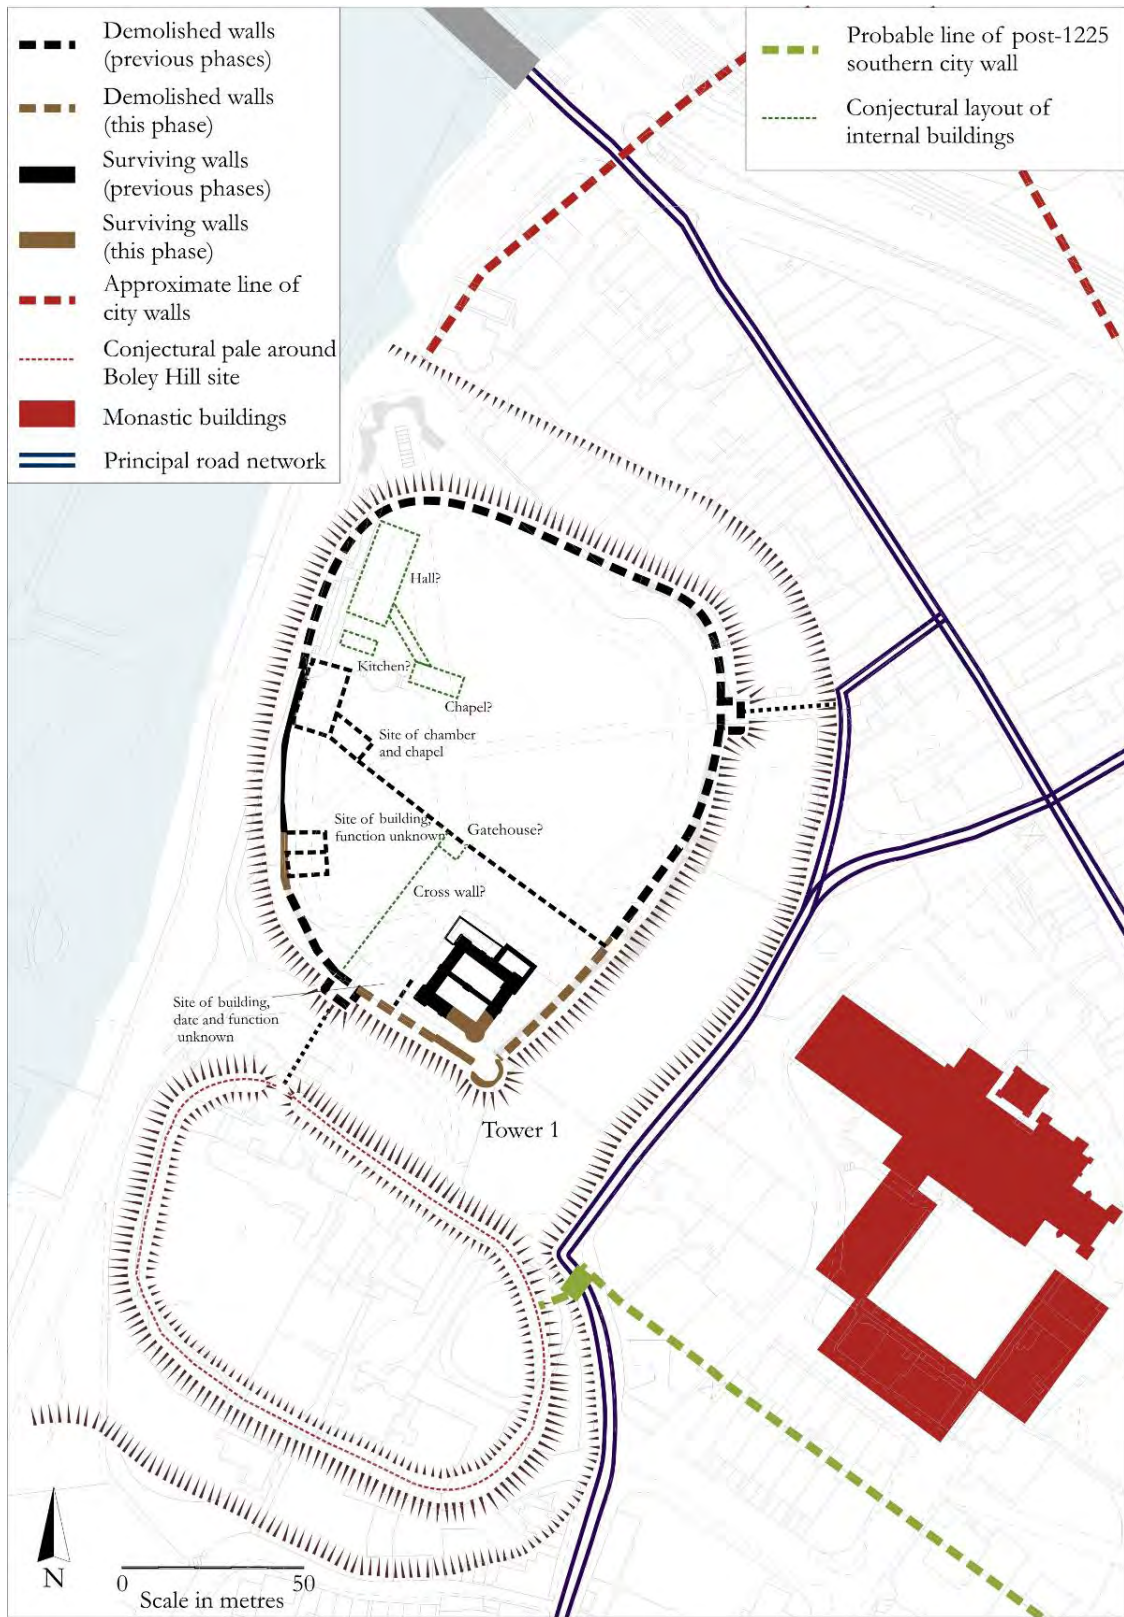 Demolished walls
(previous phases)
Demolished walls
(this phase)
Surviving walls
(previous phases)
Surviving walls
(this phase)
Approximate line of
city walls
Conjectural pale around
Boley Hill site
Monastic buildings
Principal road network
Probable line of post-1225
southern city wall
Conjectural layout of
internal buildings
Hall?
Kitchen?
Chapel?
Site of chamber
and chapel
Site of building,
function unknown
Gatehouse?
Cross wall?
Site of building,
date and function
unknown
Tower 1
N
0 50
Scale in metres